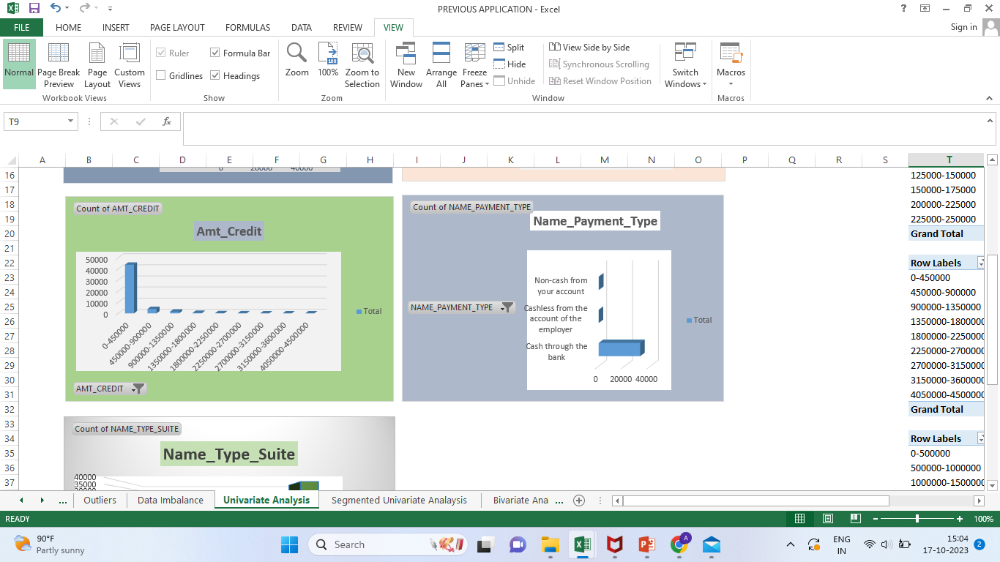 PREVIOUS APPLICATION - Excel
?
FILE HOME INSERT PAGE LAYOUT FORMULAS DATA REVIEW VIEW Sign in
Normal Page Break Preview Page Layout Custom Views
Workbook Views
Ruler Formula Bar
Gridlines Headings
Show
Zoom 100% Zoom to Selection
Zoom
New Window Arrange All Freeze Panes
Split
Hide
Unhide
View Side by Side
Synchronous Scrolling
Reset Window Position
Switch Windows
Window
Macros
Macros
T9
fx
A B C D E F G H I J K L M N O P Q R S T
16
17
18
19
20
21
22
23
24
25
26
27
28
29
30
31
32
33
34
35
36
37
0 20000 40000
Count of AMT_CREDIT
Amt_Credit
50000
40000
30000
20000
10000
0
0-450000
450000-900000
900000-1350000
1350000-1800000
1800000-2250000
2250000-2700000
2700000-3150000
3150000-3600000
4050000-4500000
Total
AMT_CREDIT
Count of NAME_PAYMENT_TYPE
Name_Payment_Type
NAME_PAYMENT_TYPE
Non-cash from
your account
Cashless from the
account of the
employer
Cash through the
bank
0 20000 40000
Total
Count of NAME_TYPE_SUITE
Name_Type_Suite
40000
35000
125000-150000
150000-175000
200000-225000
225000-250000
Grand Total
Row Labels
0-450000
450000-900000
900000-1350000
1350000-1800000
1800000-2250000
2250000-2700000
2700000-3150000
3150000-3600000
4050000-4500000
Grand Total
Row Labels
0-500000
500000-1000000
1000000-1500000
... Outliers Data Imbalance Univariate Analysis Segmented Univariate Analaysis Bivariate Ana ...
READY 100%
90°F
Partly sunny
Search
A
ENG
IN
15:04
17-10-2023
2